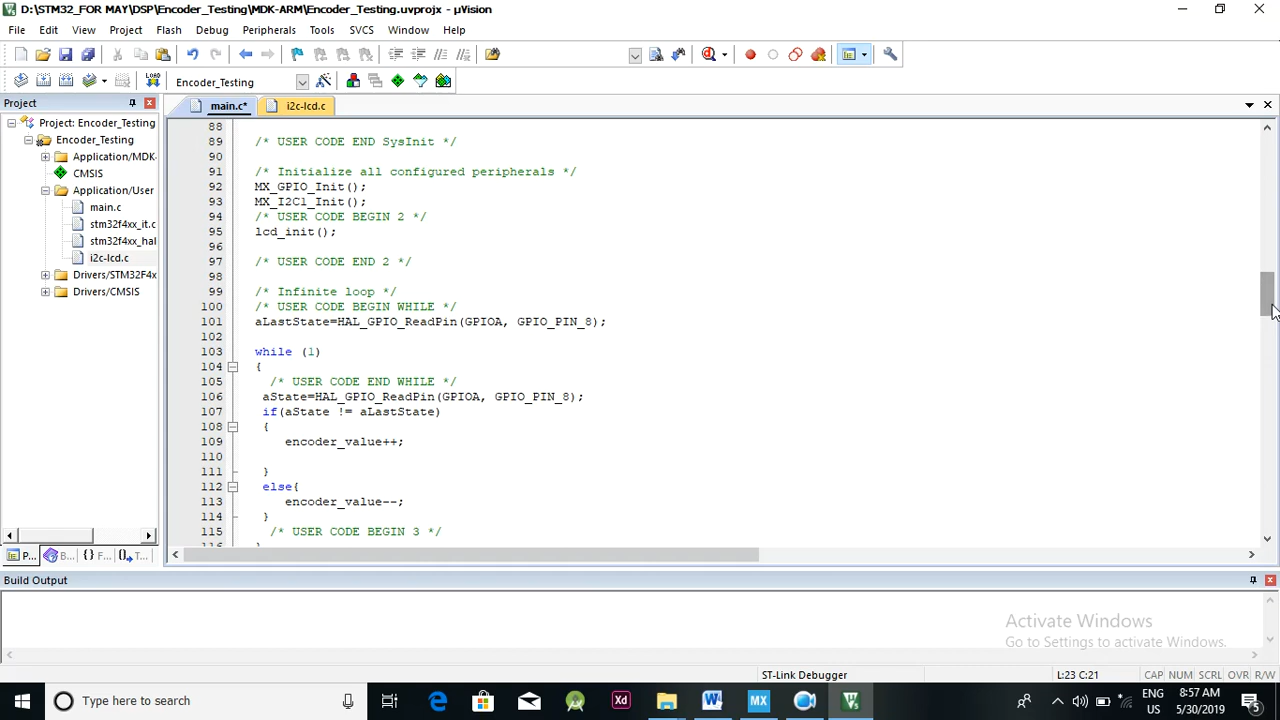 D:\STM32_FOR MAY\DSP\Encoder_Testing\MDK-ARM\Encoder_Testing.uvprojx - µVision
File Edit View Project Flash Debug Peripherals Tools SVCS Window Help
LOAD Encoder_Testing
Project
main.c* i2c-lcd.c
Project: Encoder_Testing
Encoder_Testing
Application/MDK-
CMSIS
Application/User
main.c
stm32f4xx_it.c
stm32f4xx_hal
i2c-lcd.c
Drivers/STM32F4x
Drivers/CMSIS
88
89 /* USER CODE END SysInit */
90
91 /* Initialize all configured peripherals */
92 MX_GPIO_Init();
93 MX_I2C1_Init();
94 /* USER CODE BEGIN 2 */
95 lcd_init();
96
97 /* USER CODE END 2 */
98
99 /* Infinite loop */
100 /* USER CODE BEGIN WHILE */
101 aLastState=HAL_GPIO_ReadPin(GPIOA, GPIO_PIN_8);
102
103 while (1)
104 {
105 /* USER CODE END WHILE */
106 aState=HAL_GPIO_ReadPin(GPIOA, GPIO_PIN_8);
107 if(aState != aLastState)
108 {
109 encoder_value++;
110
111 }
112 else{
113 encoder_value--;
114 }
115 /* USER CODE BEGIN 3 */
P... B... {} F... T...
Build Output
Activate Windows
Go to Settings to activate Windows.
ST-Link Debugger L:23 C:21 CAP NUM SCRL OVR R/W
Type here to search
Xd
MX
ENG
US
8:57 AM
5/30/2019
5